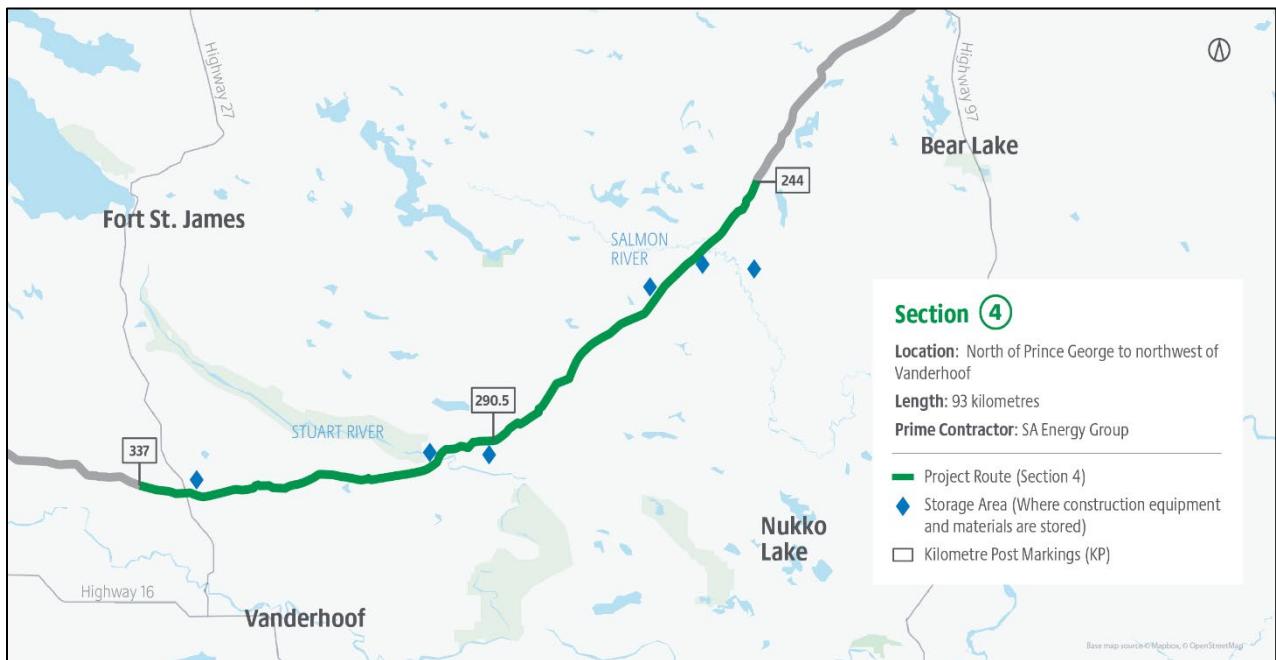 Highway 27
Highway 97
Bear Lake
244
Fort St. James
SALMON
RIVER
Section 4
Location: North of Prince George to northwest of
Vanderhoof
Length: 93 kilometres
Prime Contractor: SA Energy Group
Project Route (Section 4)
Storage Area (Where construction equipment
and materials are stored)
Kilometre Post Markings (KP)
290.5
STUART RIVER
337
Nukko
Lake
Highway 16
Vanderhoof
Base map source © Mapbox, © OpenStreetMap